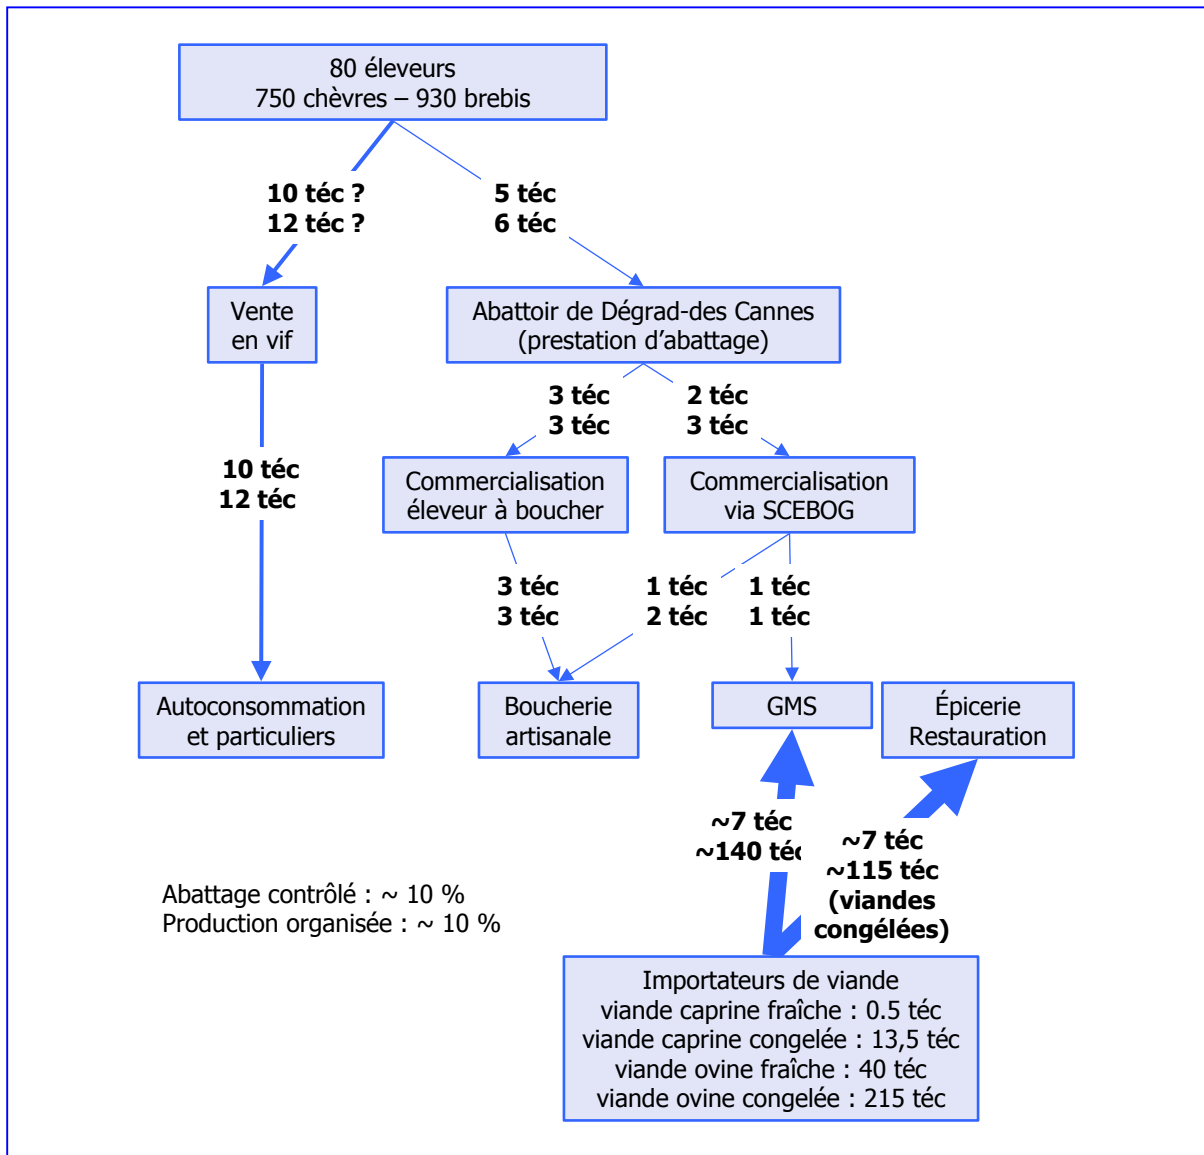 80 éleveurs
750 chèvres – 930 brebis
10 téc ?
12 téc ?
5 téc
6 téc
Vente
en vif
Abattoir de Dégrad-des Cannes
(prestation d’abattage)
3 téc
3 téc
2 téc
3 téc
10 téc
12 téc
Commercialisation
éleveur à boucher
Commercialisation
via SCEBOG
3 téc
3 téc
1 téc
2 téc
1 téc
1 téc
Autoconsommation
et particuliers
Boucherie
artisanale
GMS
Épicerie
Restauration
~7 téc
~140 téc
~7 téc
~115 téc
(viandes
congélées)
Abattage contrôlé : ~ 10 %
Production organisée : ~ 10 %
Importateurs de viande
viande caprine fraîche : 0.5 téc
viande caprine congelée : 13,5 téc
viande ovine fraîche : 40 téc
viande ovine congelée : 215 téc